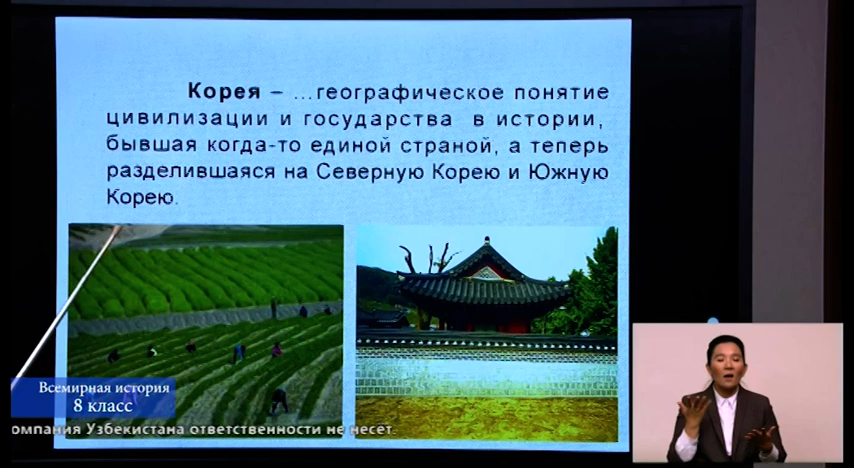 Корея – ...географическое понятие
цивилизации и государства в истории,
бывшая когда-то единой страной, а теперь
разделившаяся на Северную Корею и Южную
Корею.
Всемирная история
8 класс
омпания Узбекистана ответственности не несёт.